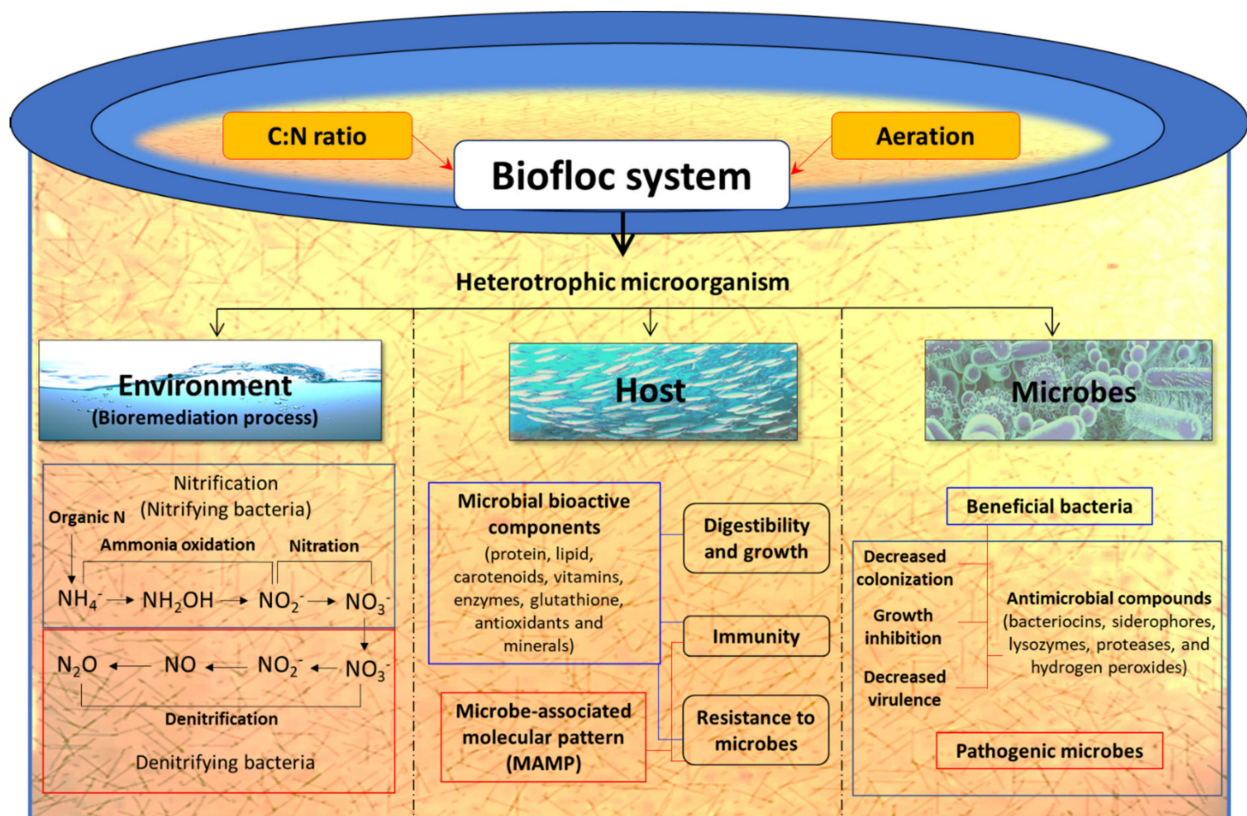 C:N ratio
Aeration
Biofloc system
Heterotrophic microorganism
Environment
(Bioremediation process)
Host
Microbes
Nitrification
(Nitrifying bacteria)
Organic N
Ammonia oxidation
Nitration
NH₄⁻
NH₂OH
NO₂⁻
NO₃⁻
N₂O
NO
NO₂⁻
NO₃⁻
Denitrification
Denitrifying bacteria
Microbial bioactive
components
(protein, lipid,
carotenoids, vitamins,
enzymes, glutathione,
antioxidants and
minerals)
Microbe-associated
molecular pattern
(MAMP)
Digestibility
and growth
Immunity
Resistance to
microbes
Beneficial bacteria
Decreased
colonization
Growth
inhibition
Decreased
virulence
Antimicrobial compounds
(bacteriocins, siderophores,
lysozymes, proteases, and
hydrogen peroxides)
Pathogenic microbes